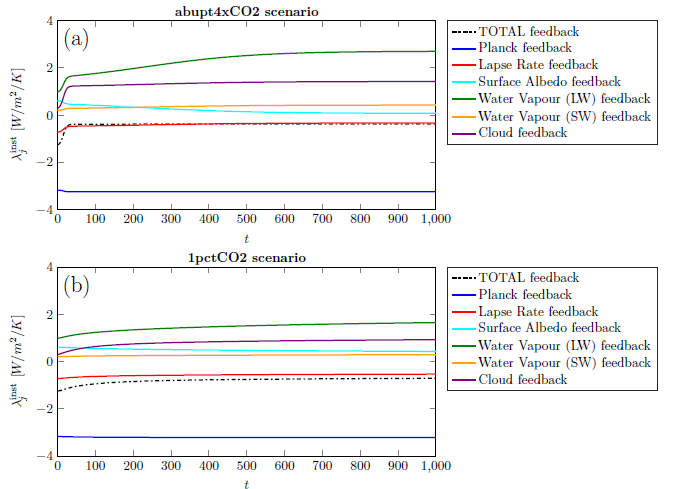 abupt4xCO2 scenario
(a)
4
2
0
−2
−4
λ_j^inst [W/m²/K]
0 100 200 300 400 500 600 700 800 900 1,000
t
TOTAL feedback
Planck feedback
Lapse Rate feedback
Surface Albedo feedback
Water Vapour (LW) feedback
Water Vapour (SW) feedback
Cloud feedback
1pctCO2 scenario
(b)
4
2
0
−2
−4
λ_j^inst [W/m²/K]
0 100 200 300 400 500 600 700 800 900 1,000
t
TOTAL feedback
Planck feedback
Lapse Rate feedback
Surface Albedo feedback
Water Vapour (LW) feedback
Water Vapour (SW) feedback
Cloud feedback